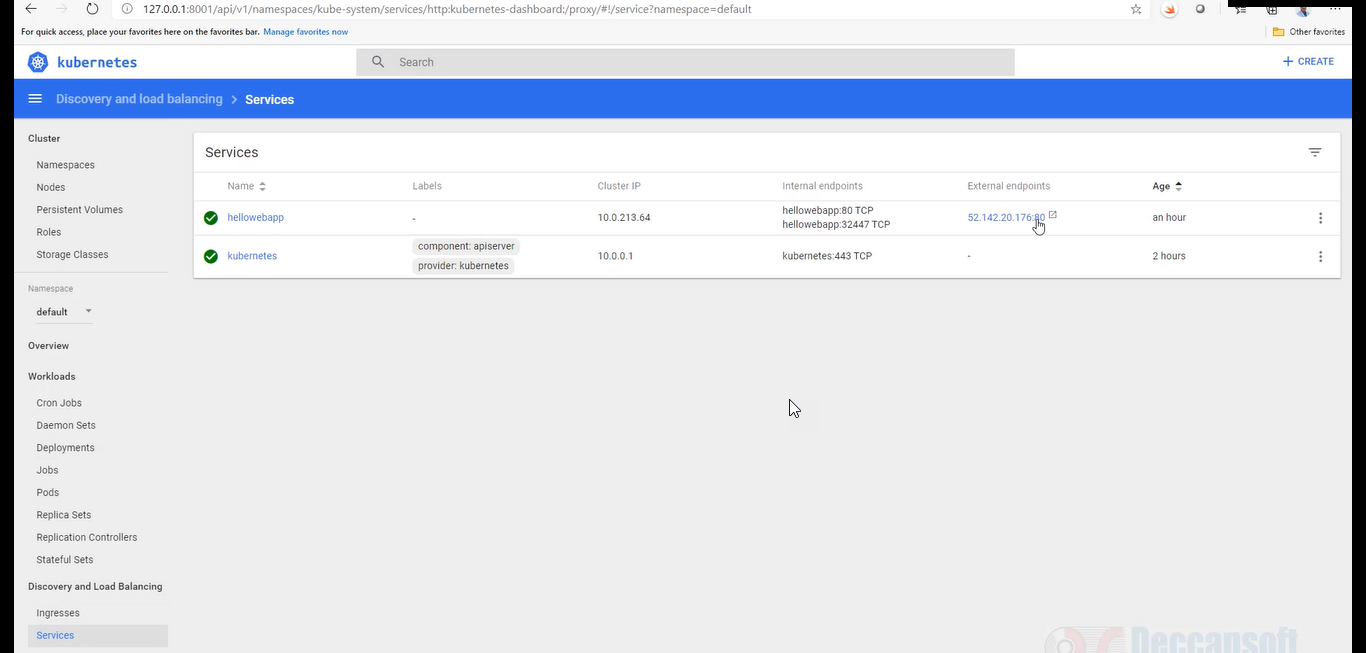 127.0.0.1:8001/api/v1/namespaces/kube-system/services/http:kubernetes-dashboard:/proxy/#!/service?namespace=default
For quick access, place your favorites here on the favorites bar. Manage favorites now
Other favorites
kubernetes
Search
+ CREATE
Discovery and load balancing > Services
Cluster
Namespaces
Nodes
Persistent Volumes
Roles
Storage Classes
Namespace
default
Overview
Workloads
Cron Jobs
Daemon Sets
Deployments
Jobs
Pods
Replica Sets
Replication Controllers
Stateful Sets
Discovery and Load Balancing
Ingresses
Services
Services
Name Labels Cluster IP Internal endpoints External endpoints Age
hellowebapp - 10.0.213.64 hellowebapp:80 TCP 52.142.20.176:80 an hour
hellowebapp:32447 TCP
component: apiserver
kubernetes 10.0.0.1 kubernetes:443 TCP - 2 hours
provider: kubernetes
Deccansoft